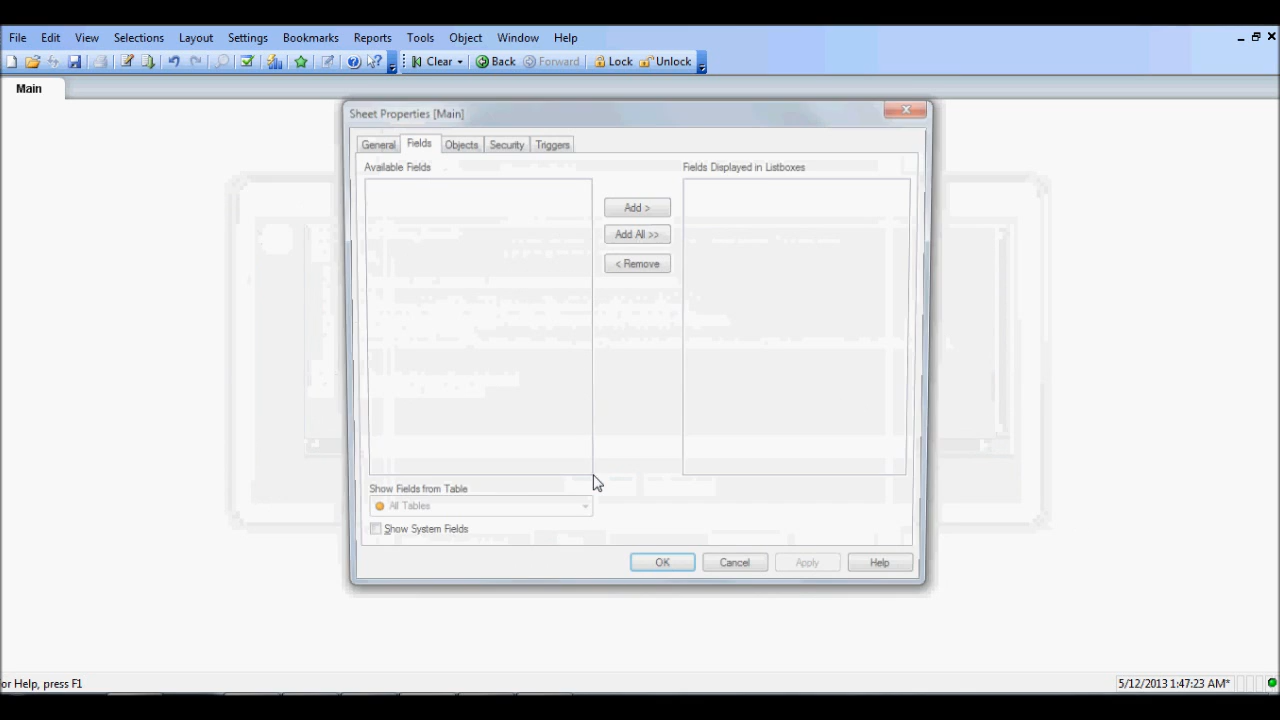 File Edit View Selections Layout Settings Bookmarks Reports Tools Object Window Help
Clear Back Forward Lock Unlock
Main
Sheet Properties [Main]
General Fields Objects Security Triggers
Available Fields Fields Displayed in Listboxes
Add >
Add All >>
< Remove
Show Fields from Table
All Tables
Show System Fields
OK Cancel Apply Help
or Help, press F1 5/12/2013 1:47:23 AM*